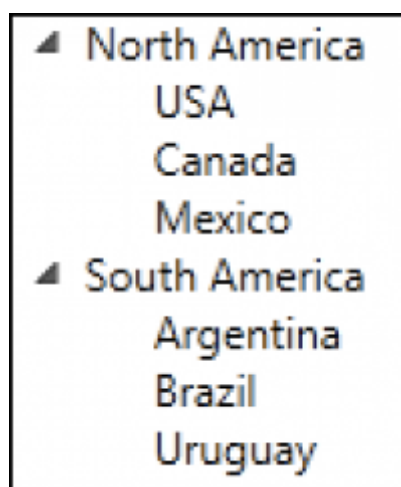 North America
USA
Canada
Mexico
South America
Argentina
Brazil
Uruguay